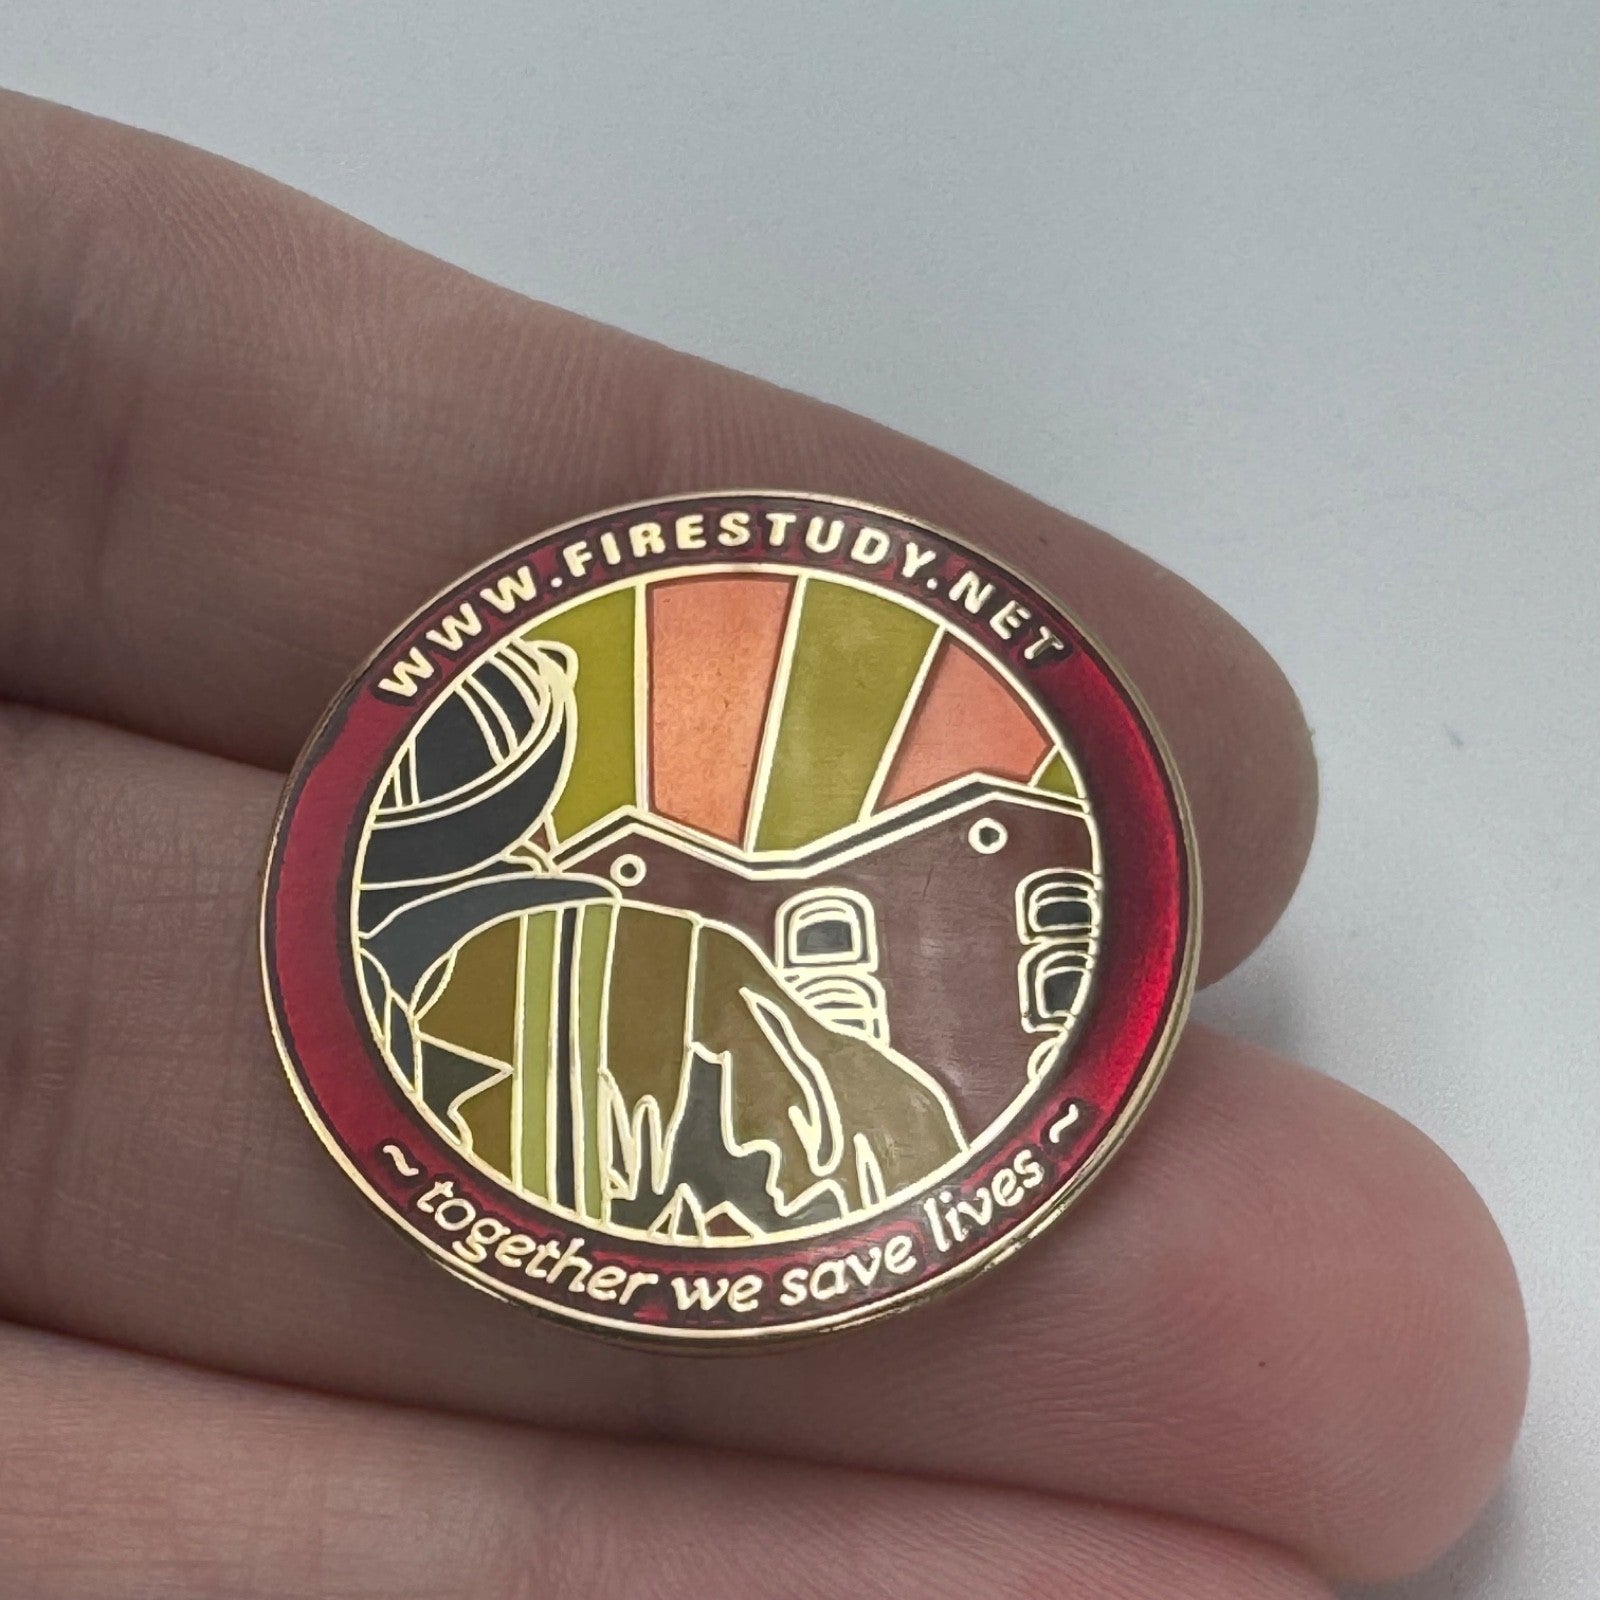 WWW.FIRESTUDY.NET
~ together we save lives ~